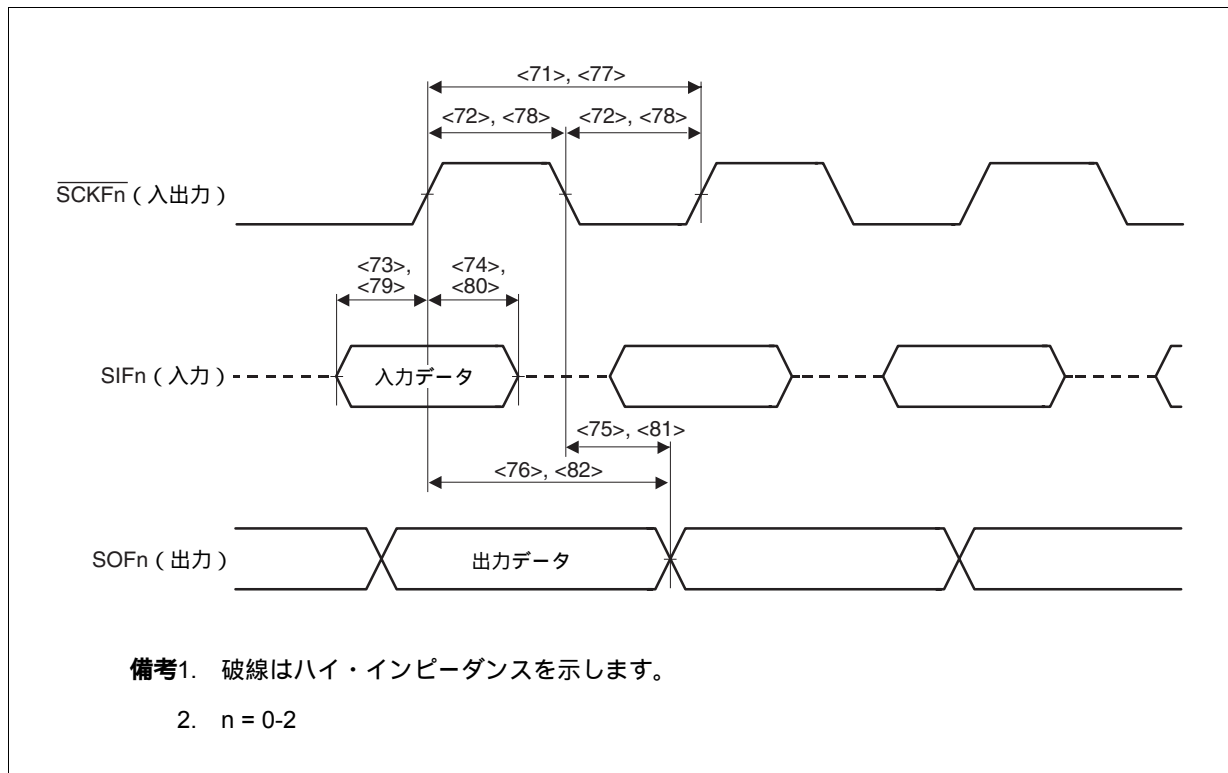 <71>, <77>
<72>, <78> <72>, <78>
SCKFn（入出力）
<73>, <74>,
<79> <80>
SIFn（入力） 入力データ
<75>, <81>
<76>, <82>
SOFn（出力） 出力データ
備考1. 破線はハイ・インピーダンスを示します。
2. n = 0-2